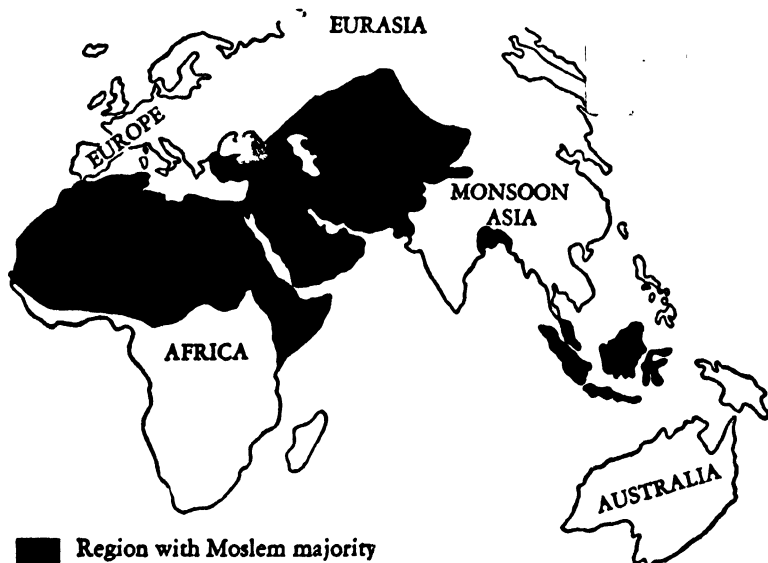 EURASIA
EUROPE
MONSOON
ASIA
AFRICA
AUSTRALIA
Region with Moslem majority